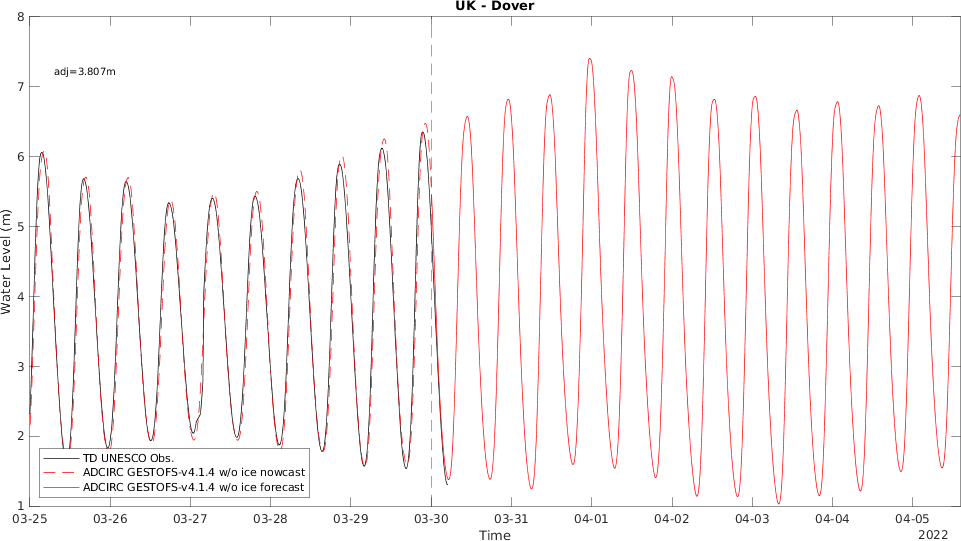 UK - Dover
8
adj=3.807m
7
6
5
4
3
2
1
Water Level (m)
TD UNESCO Obs.
ADCIRC GESTOFS-v4.1.4 w/o ice nowcast
ADCIRC GESTOFS-v4.1.4 w/o ice forecast
03-25 03-26 03-27 03-28 03-29 03-30 03-31 04-01 04-02 04-03 04-04 04-05
Time
2022